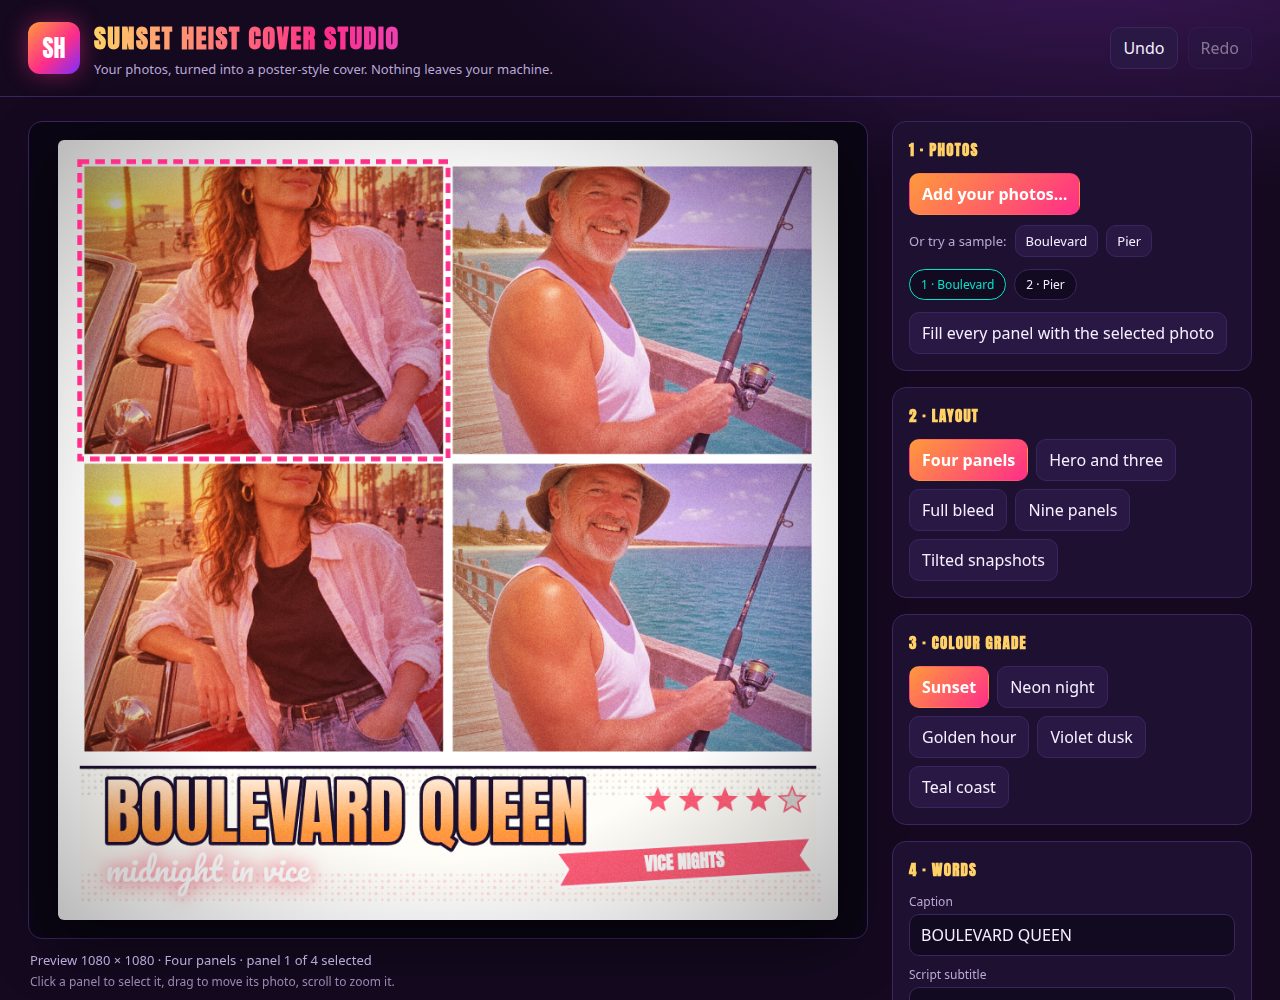 SH
SUNSET HEIST COVER STUDIO
Your photos, turned into a poster-style cover. Nothing leaves your machine.
Undo
Redo
BOULEVARD QUEEN
midnight in vice
VICE NIGHTS
Preview 1080 × 1080 · Four panels · panel 1 of 4 selected
Click a panel to select it, drag to move its photo, scroll to zoom it.
1 · PHOTOS
Add your photos...
Or try a sample:
Boulevard
Pier
1 · Boulevard
2 · Pier
Fill every panel with the selected photo
2 · LAYOUT
Four panels
Hero and three
Full bleed
Nine panels
Tilted snapshots
3 · COLOUR GRADE
Sunset
Neon night
Golden hour
Violet dusk
Teal coast
4 · WORDS
Caption
BOULEVARD QUEEN
Script subtitle